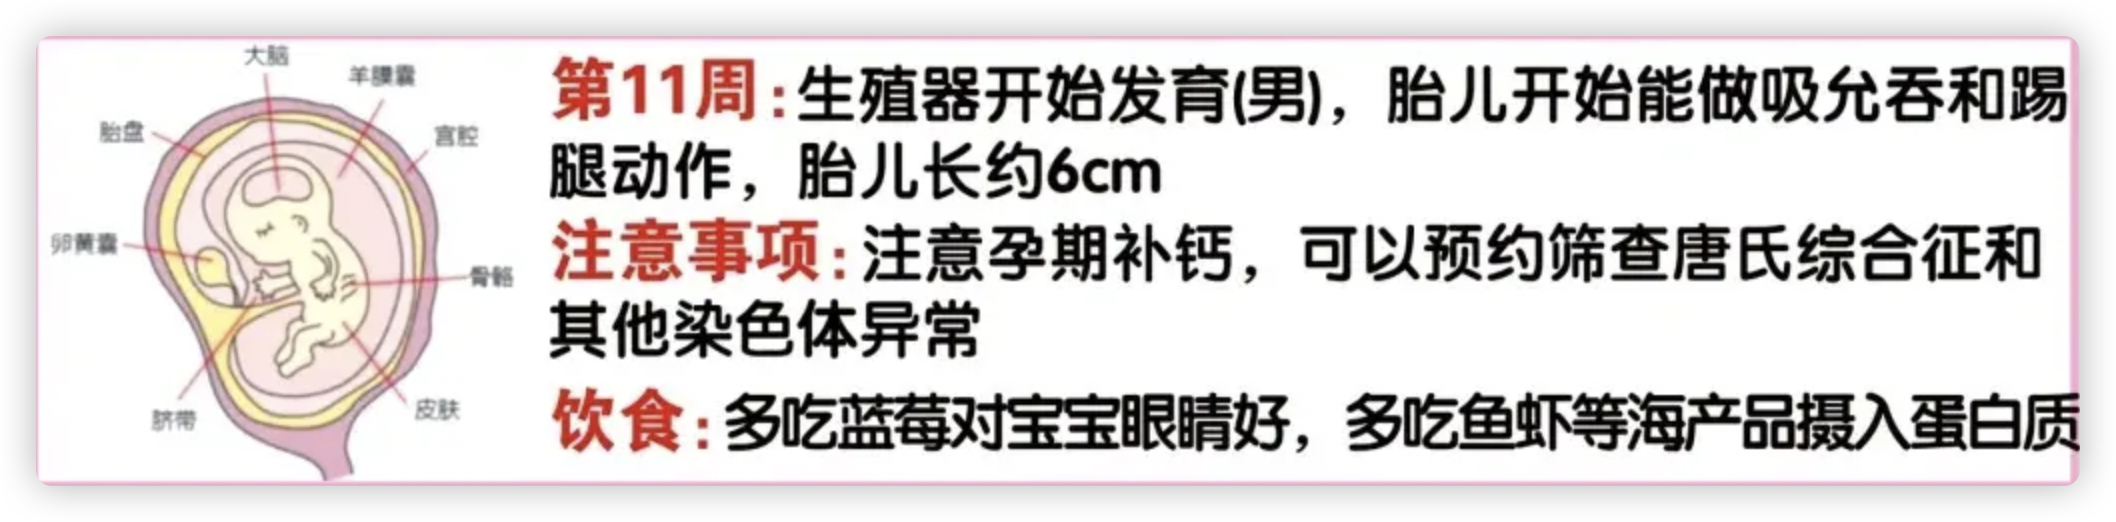 大脑
羊膜囊
胎盘
宫腔
卵黄囊
骨骼
脐带
皮肤
第11周:生殖器开始发育(男)，胎儿开始能做吸允吞和踢
腿动作，胎儿长约6cm
注意事项:注意孕期补钙，可以预约筛查唐氏综合征和
其他染色体异常
饮食:多吃蓝莓对宝宝眼睛好，多吃鱼虾等海产品摄入蛋白质